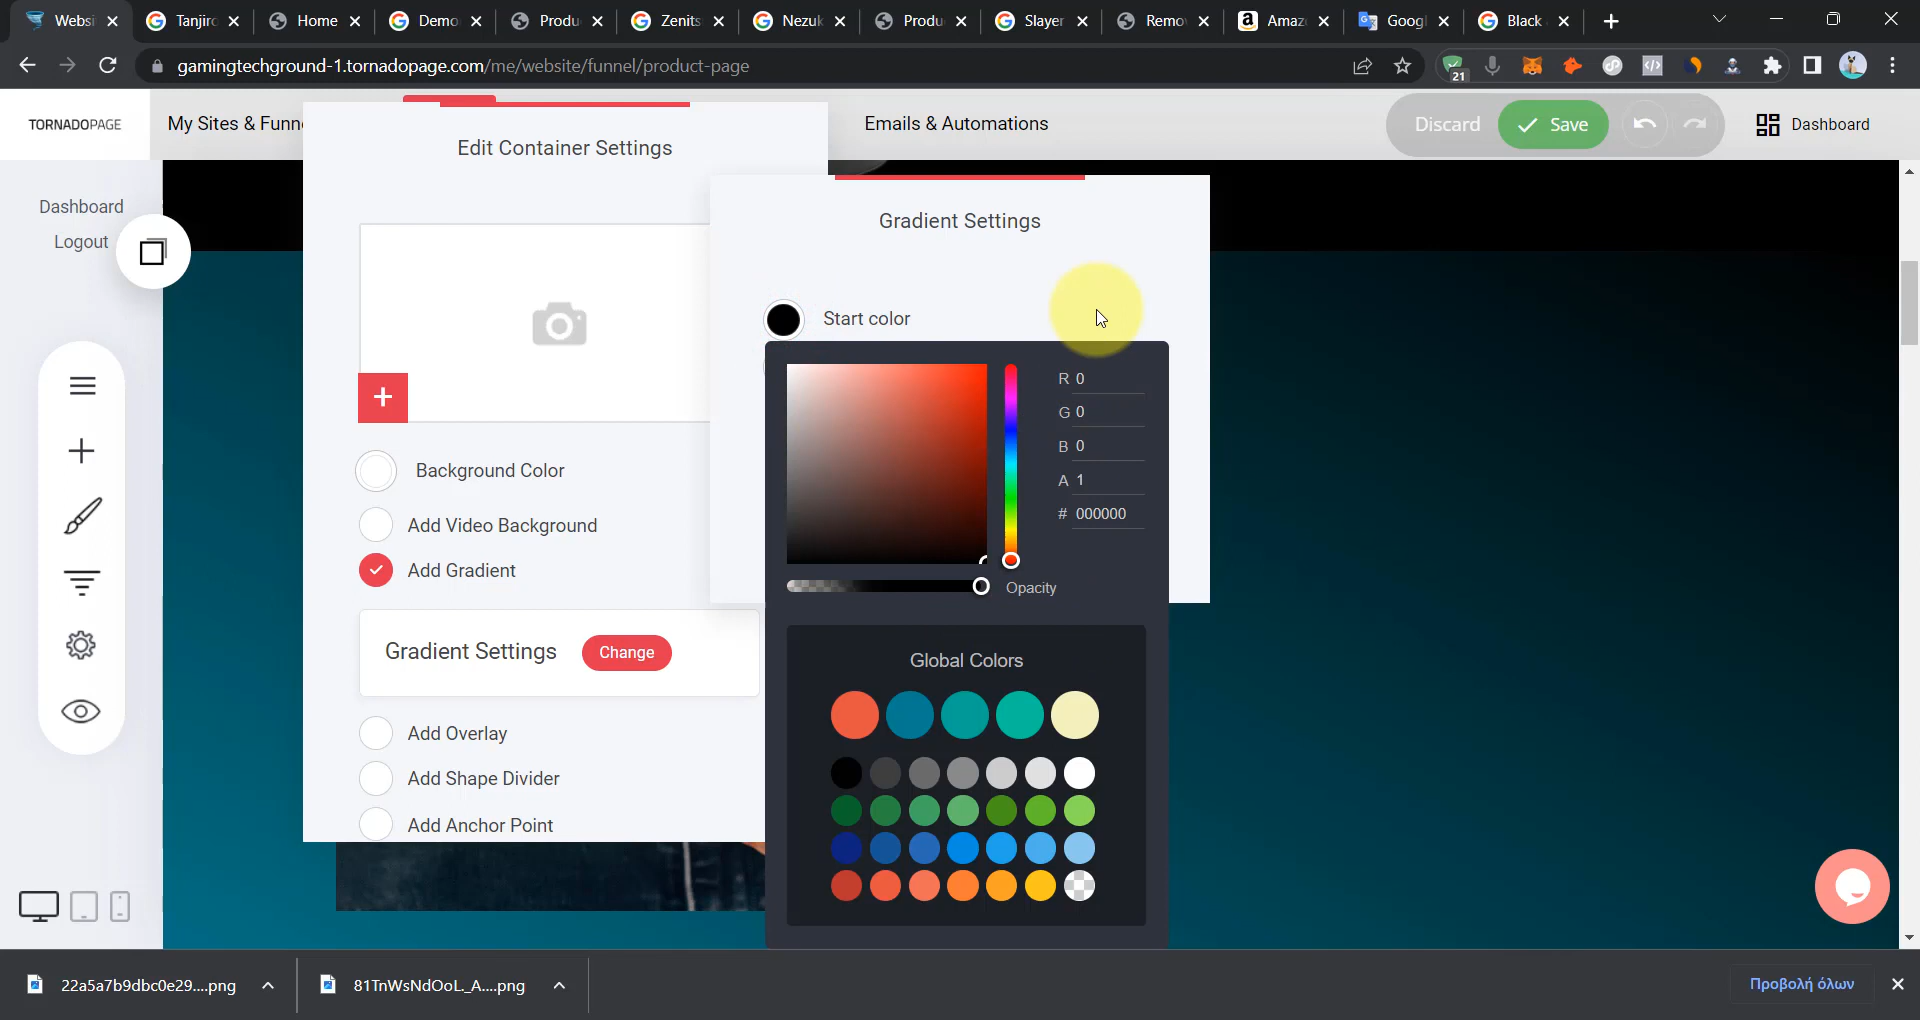 Websi
Tanjiro
Home
Demo
Produ
Zenits
Nezuk
Produ
Slayer
Remo
Amaz
Googl
Black
gamingtechground-1.tornadopage.com/me/website/funnel/product-page
21
TORNADOPAGE
My Sites & Funn
Emails & Automations
Discard
Save
Dashboard
Dashboard
Logout
Edit Container Settings
Background Color
Add Video Background
Add Gradient
Gradient Settings
Change
Add Overlay
Add Shape Divider
Add Anchor Point
Gradient Settings
Start color
R 0
G 0
B 0
A 1
# 000000
Opacity
Global Colors
22a5a7b9dbc0e29....png
81TnWsNdOoL._A....png
Προβολή όλων